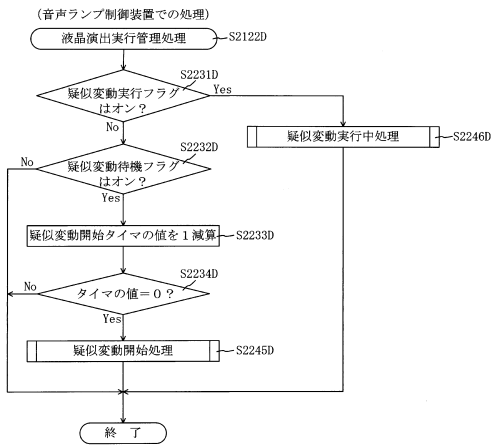 (音声ランプ制御装置での処理)
液晶演出実行管理処理 S2122D
S2231D
疑似変動実行フラグ
はオン?
Yes
No
疑似変動実行中処理 S2246D
S2232D
疑似変動待機フラグ
はオン?
No
Yes
疑似変動開始タイマの値を1減算 S2233D
S2234D
タイマの値=0?
No
Yes
疑似変動開始処理 S2245D
終 了